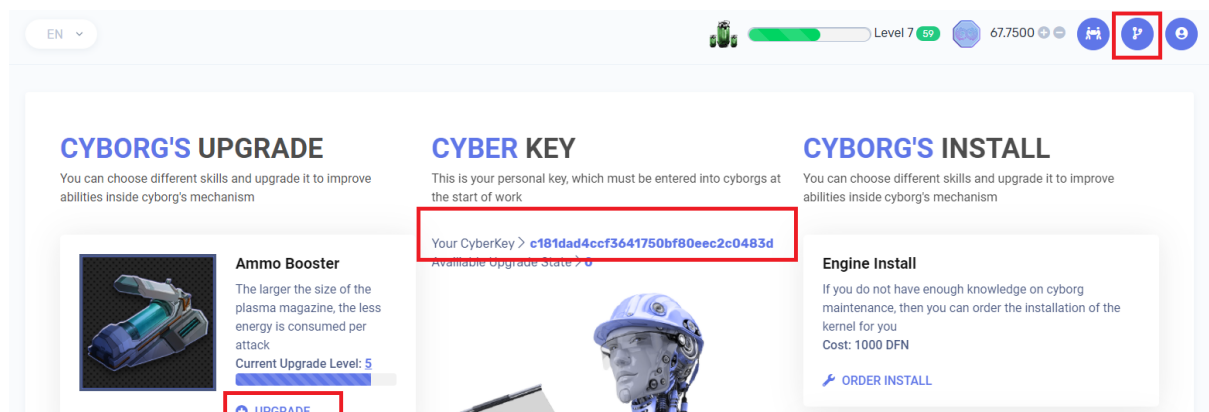 EN
Level 7 59
67.7500
CYBORG'S UPGRADE
You can choose different skills and upgrade it to improve
abilities inside cyborg's mechanism
Ammo Booster
The larger the size of the
plasma magazine, the less
energy is consumed per
attack
Current Upgrade Level: 5
UPGRADE
CYBER KEY
This is your personal key, which must be entered into cyborgs at
the start of work
Your CyberKey > c181dad4ccf3641750bf80eec2c0483d
Availiable Upgrade State > 0
CYBORG'S INSTALL
You can choose different skills and upgrade it to improve
abilities inside cyborg's mechanism
Engine Install
If you do not have enough knowledge on cyborg
maintenance, then you can order the installation of the
kernel for you
Cost: 1000 DFN
ORDER INSTALL